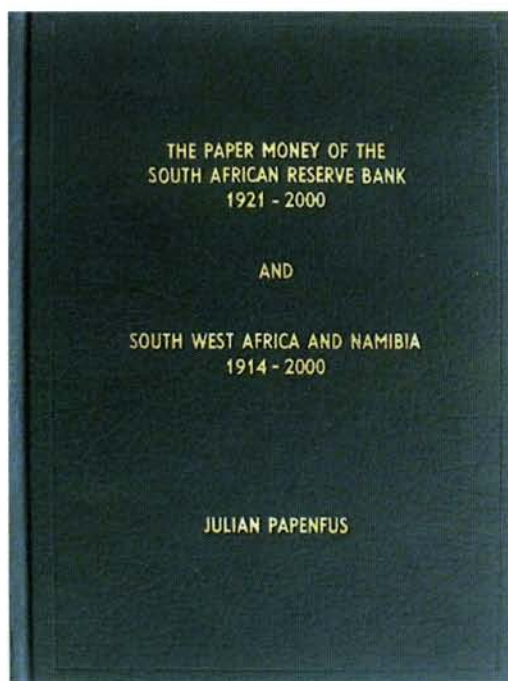 THE PAPER MONEY OF THE
SOUTH AFRICAN RESERVE BANK
1921 - 2000
AND
SOUTH WEST AFRICA AND NAMIBIA
1914 - 2000
JULIAN PAPENFUS